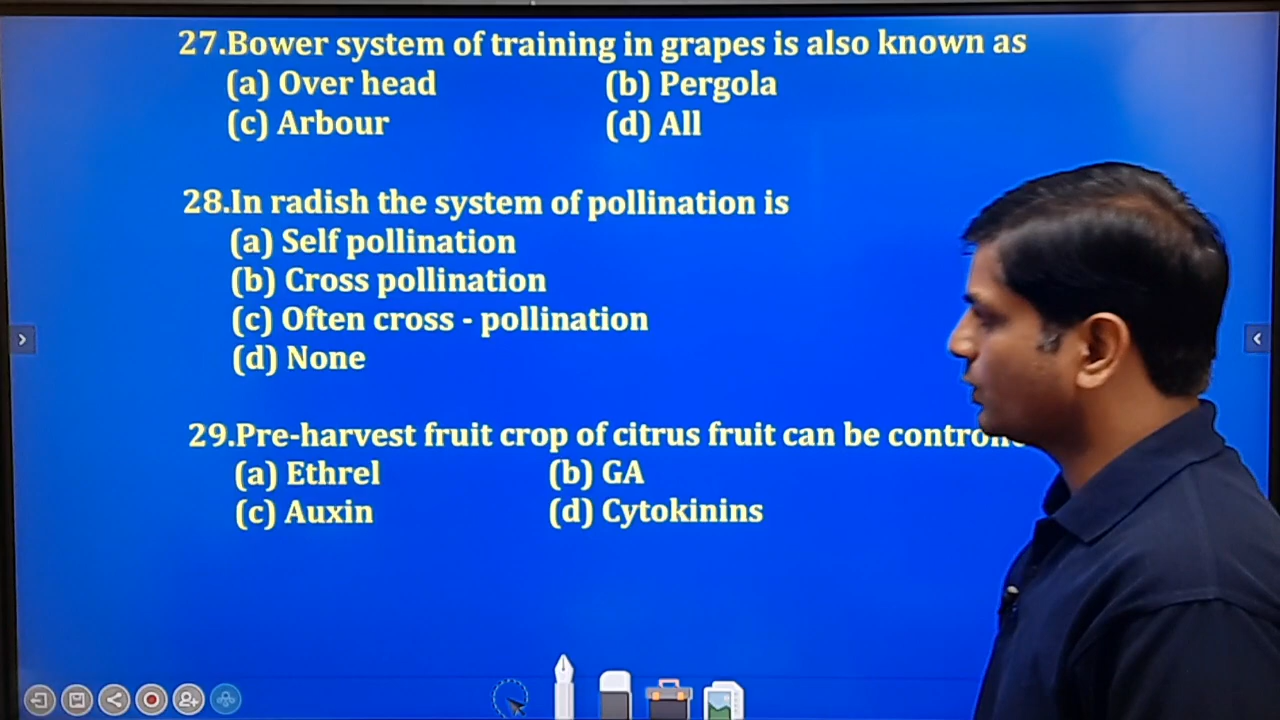 27.Bower system of training in grapes is also known as
(a) Over head (b) Pergola
(c) Arbour (d) All
28.In radish the system of pollination is
(a) Self pollination
(b) Cross pollination
(c) Often cross - pollination
(d) None
29.Pre-harvest fruit crop of citrus fruit can be
(a) Ethrel (b) GA
(c) Auxin (d) Cytokinins